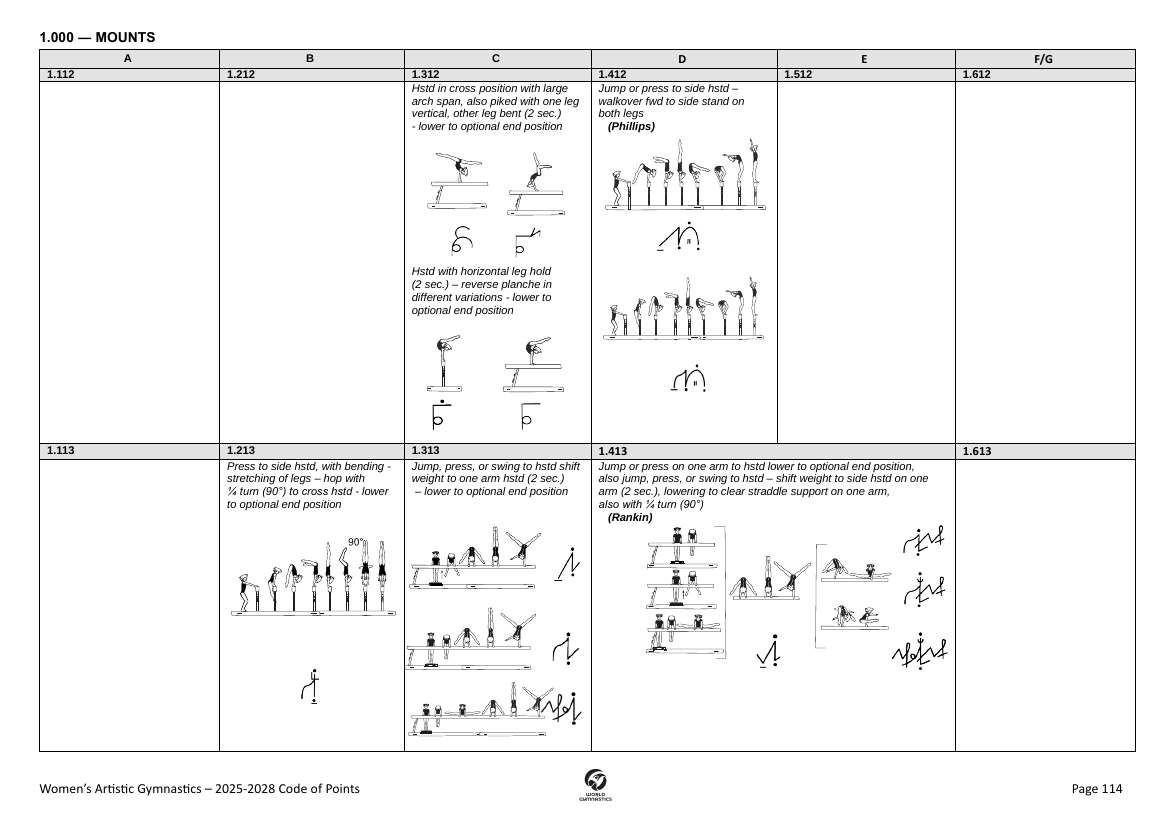 1.000 — MOUNTS
A B C D E F/G
1.112 1.212 1.312 1.412 1.512 1.612
Hstd in cross position with large
arch span, also piked with one leg
vertical, other leg bent (2 sec.)
- lower to optional end position
Hstd with horizontal leg hold
(2 sec.) – reverse planche in
different variations - lower to
optional end position
Jump or press to side hstd –
walkover fwd to side stand on
both legs
(Phillips)
1.113 1.213 1.313 1.413 1.613
Press to side hstd, with bending -
stretching of legs – hop with
¼ turn (90°) to cross hstd - lower
to optional end position
90°
Jump, press, or swing to hstd shift
weight to one arm hstd (2 sec.)
– lower to optional end position
Jump or press on one arm to hstd lower to optional end position,
also jump, press, or swing to hstd – shift weight to side hstd on one
arm (2 sec.), lowering to clear straddle support on one arm,
also with ¼ turn (90°)
(Rankin)
Women's Artistic Gymnastics – 2025-2028 Code of Points
WORLD
GYMNASTICS
Page 114